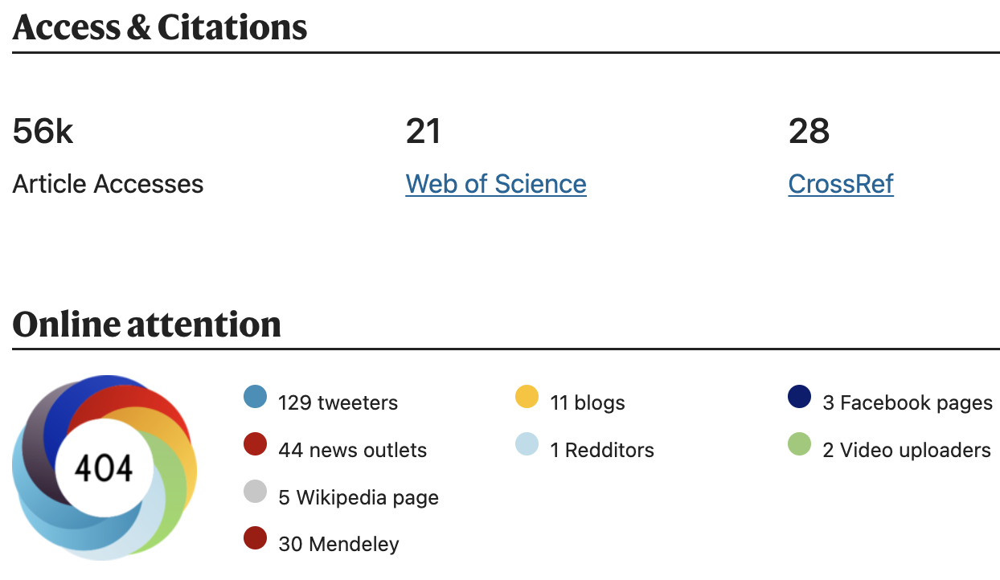 Access & Citations
56k
21
28
Article Accesses
Web of Science
CrossRef
Online attention
404
129 tweeters
11 blogs
3 Facebook pages
44 news outlets
1 Redditors
2 Video uploaders
5 Wikipedia page
30 Mendeley